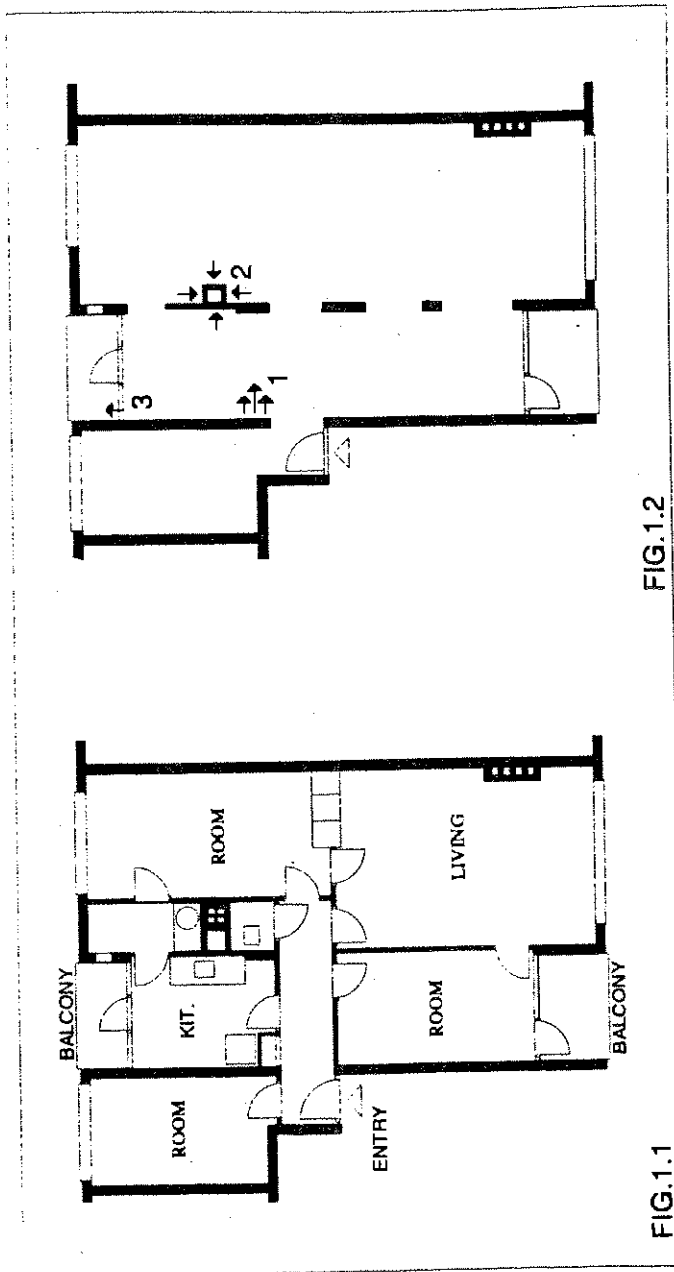 BALCONY
ROOM
KIT.
ROOM
ENTRY
ROOM
LIVING
BALCONY
FIG.1.1
3
2
1
FIG.1.2